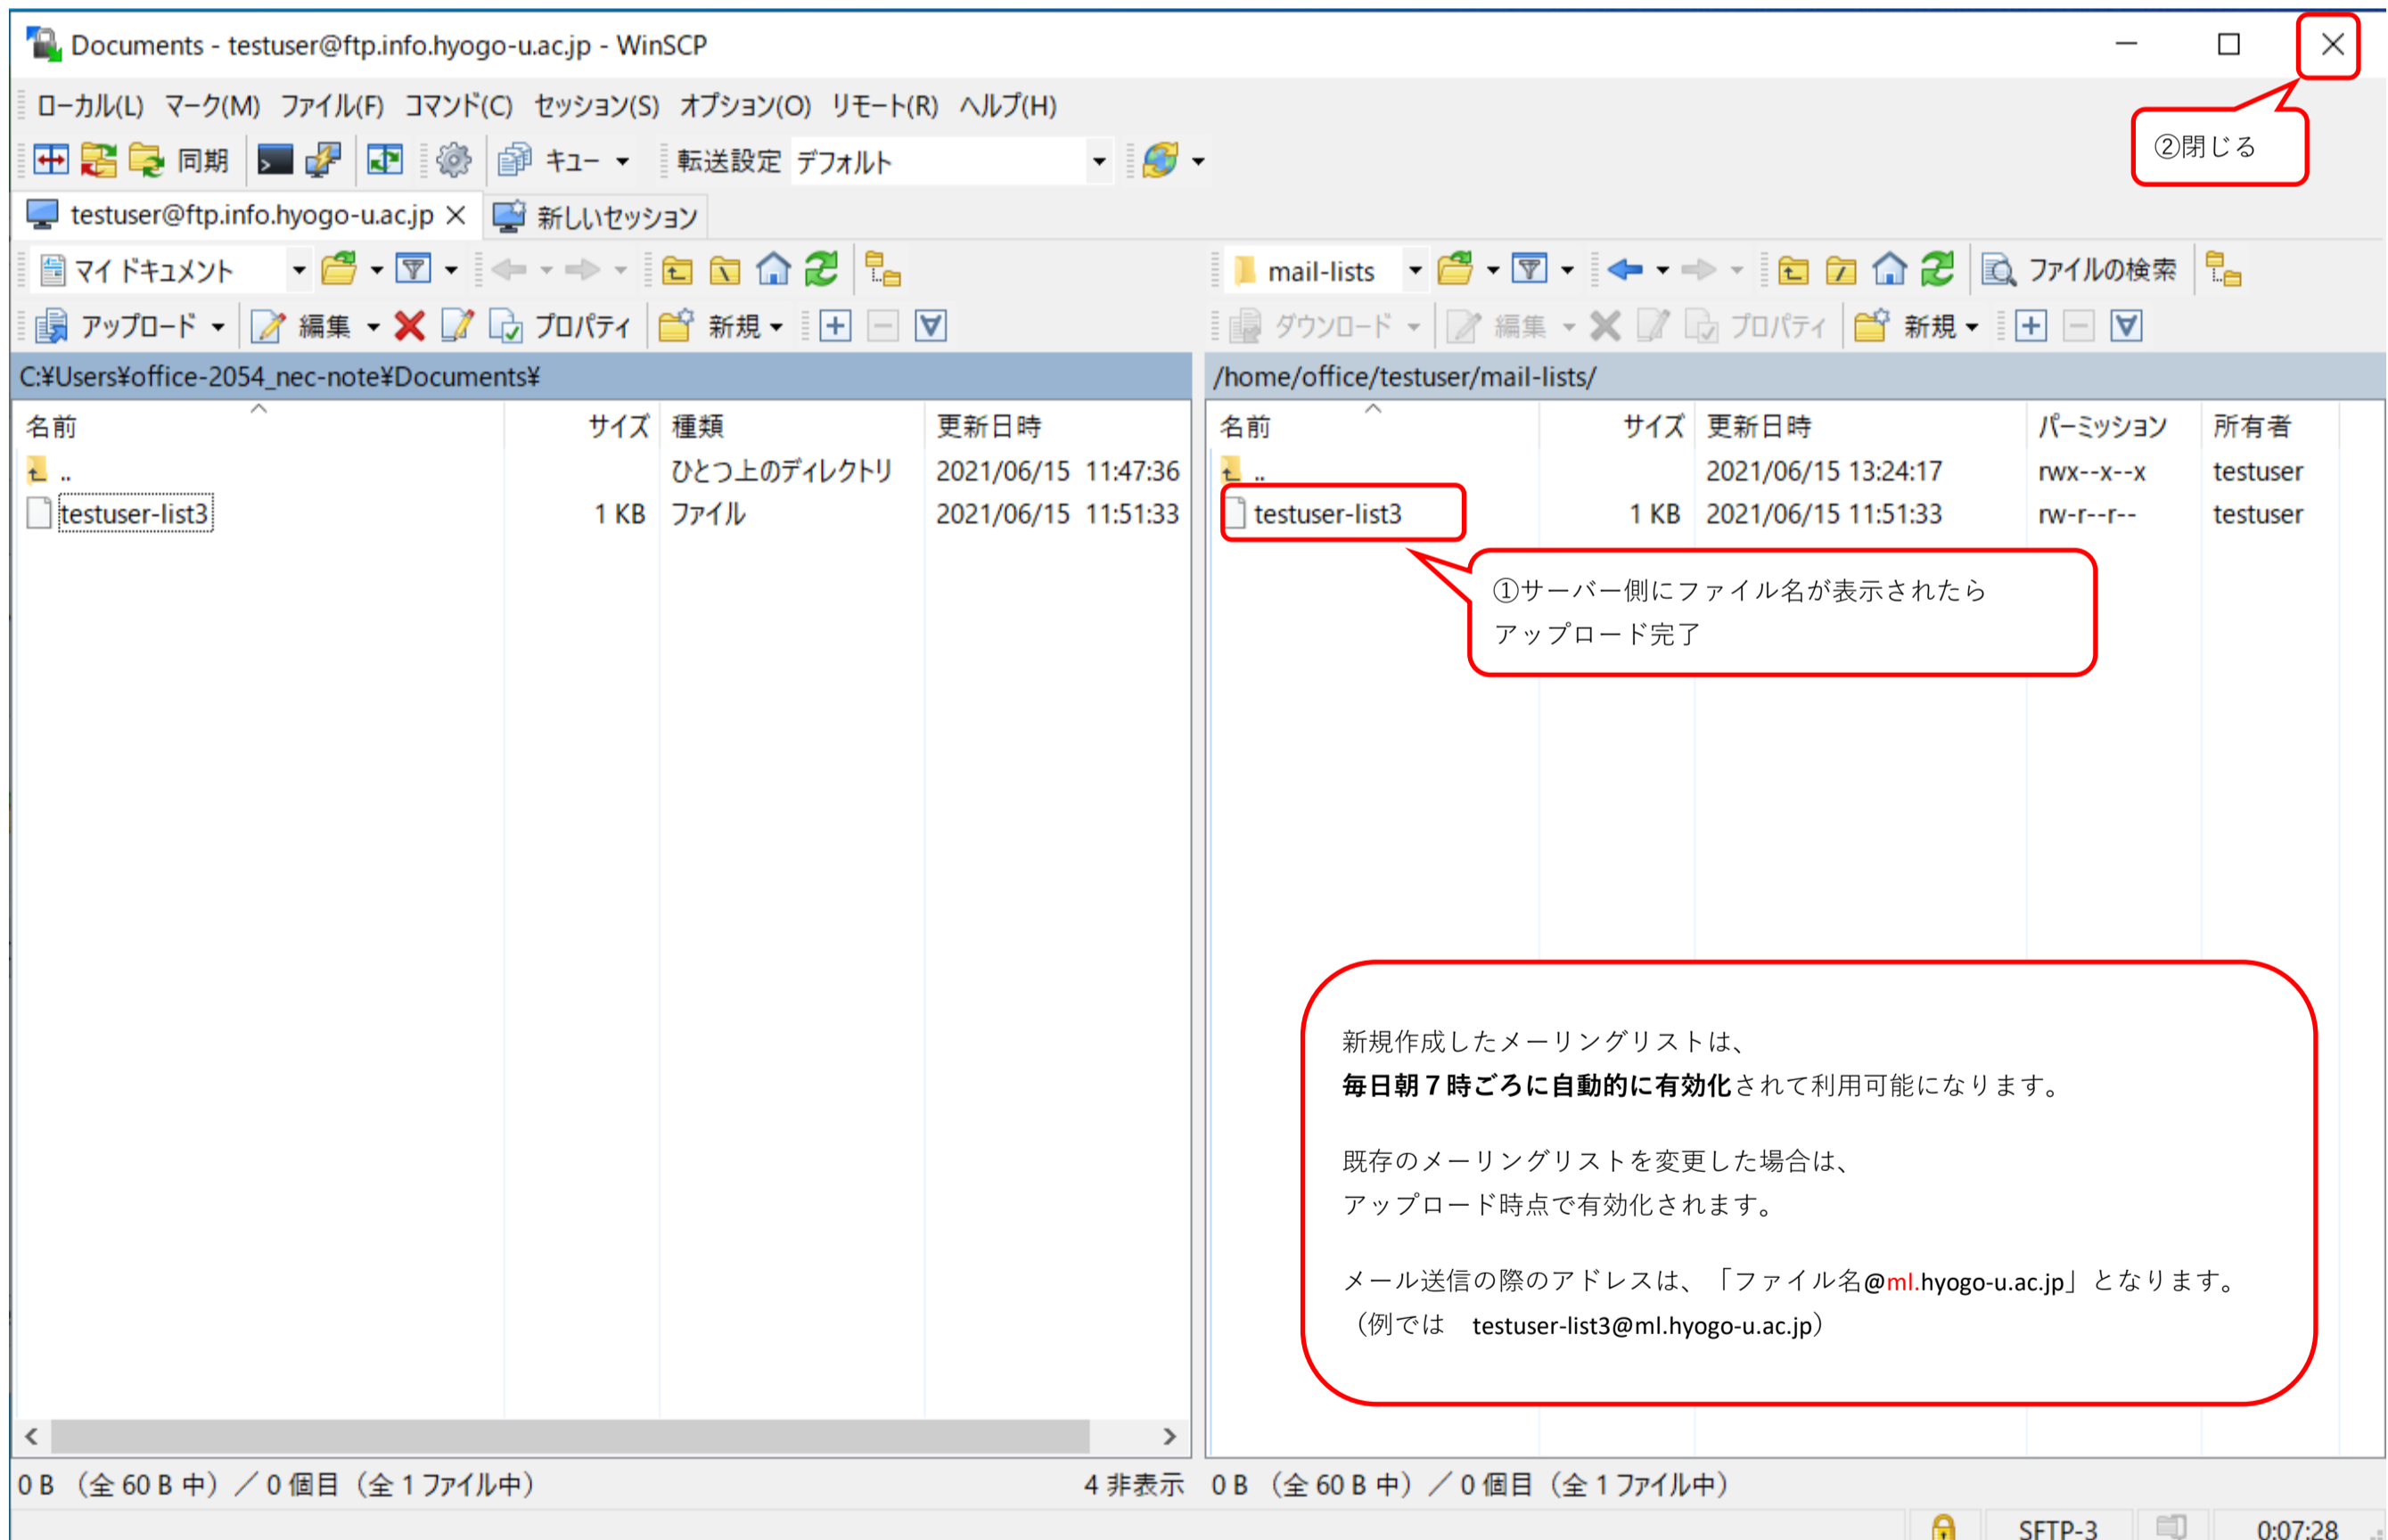 Documents - testuser@ftp.info.hyogo-u.ac.jp - WinSCP
ローカル(L) マーク(M) ファイル(F) コマンド(C) セッション(S) オプション(O) リモート(R) ヘルプ(H)
②閉じる
同期 キュー 転送設定 デフォルト
testuser@ftp.info.hyogo-u.ac.jp × 新しいセッション
マイ ドキュメント
mail-lists ファイルの検索
アップロード 編集 プロパティ 新規
ダウンロード 編集 プロパティ 新規
C:¥Users¥office-2054_nec-note¥Documents¥
/home/office/testuser/mail-lists/
名前 サイズ 種類 更新日時
.. ひとつ上のディレクトリ 2021/06/15 11:47:36
testuser-list3 1 KB ファイル 2021/06/15 11:51:33
名前 サイズ 更新日時 パーミッション 所有者
.. 2021/06/15 13:24:17 rwx--x--x testuser
testuser-list3 1 KB 2021/06/15 11:51:33 rw-r--r-- testuser
①サーバー側にファイル名が表示されたら
アップロード完了
新規作成したメーリングリストは、
毎日朝７時ごろに自動的に有効化されて利用可能になります。
既存のメーリングリストを変更した場合は、
アップロード時点で有効化されます。
メール送信の際のアドレスは、「ファイル名@ml.hyogo-u.ac.jp」となります。
（例では　testuser-list3@ml.hyogo-u.ac.jp）
0 B （全 60 B 中）／ 0 個目（全 1 ファイル中） 4 非表示
0 B （全 60 B 中）／ 0 個目（全 1 ファイル中）
SFTP-3 0:07:28